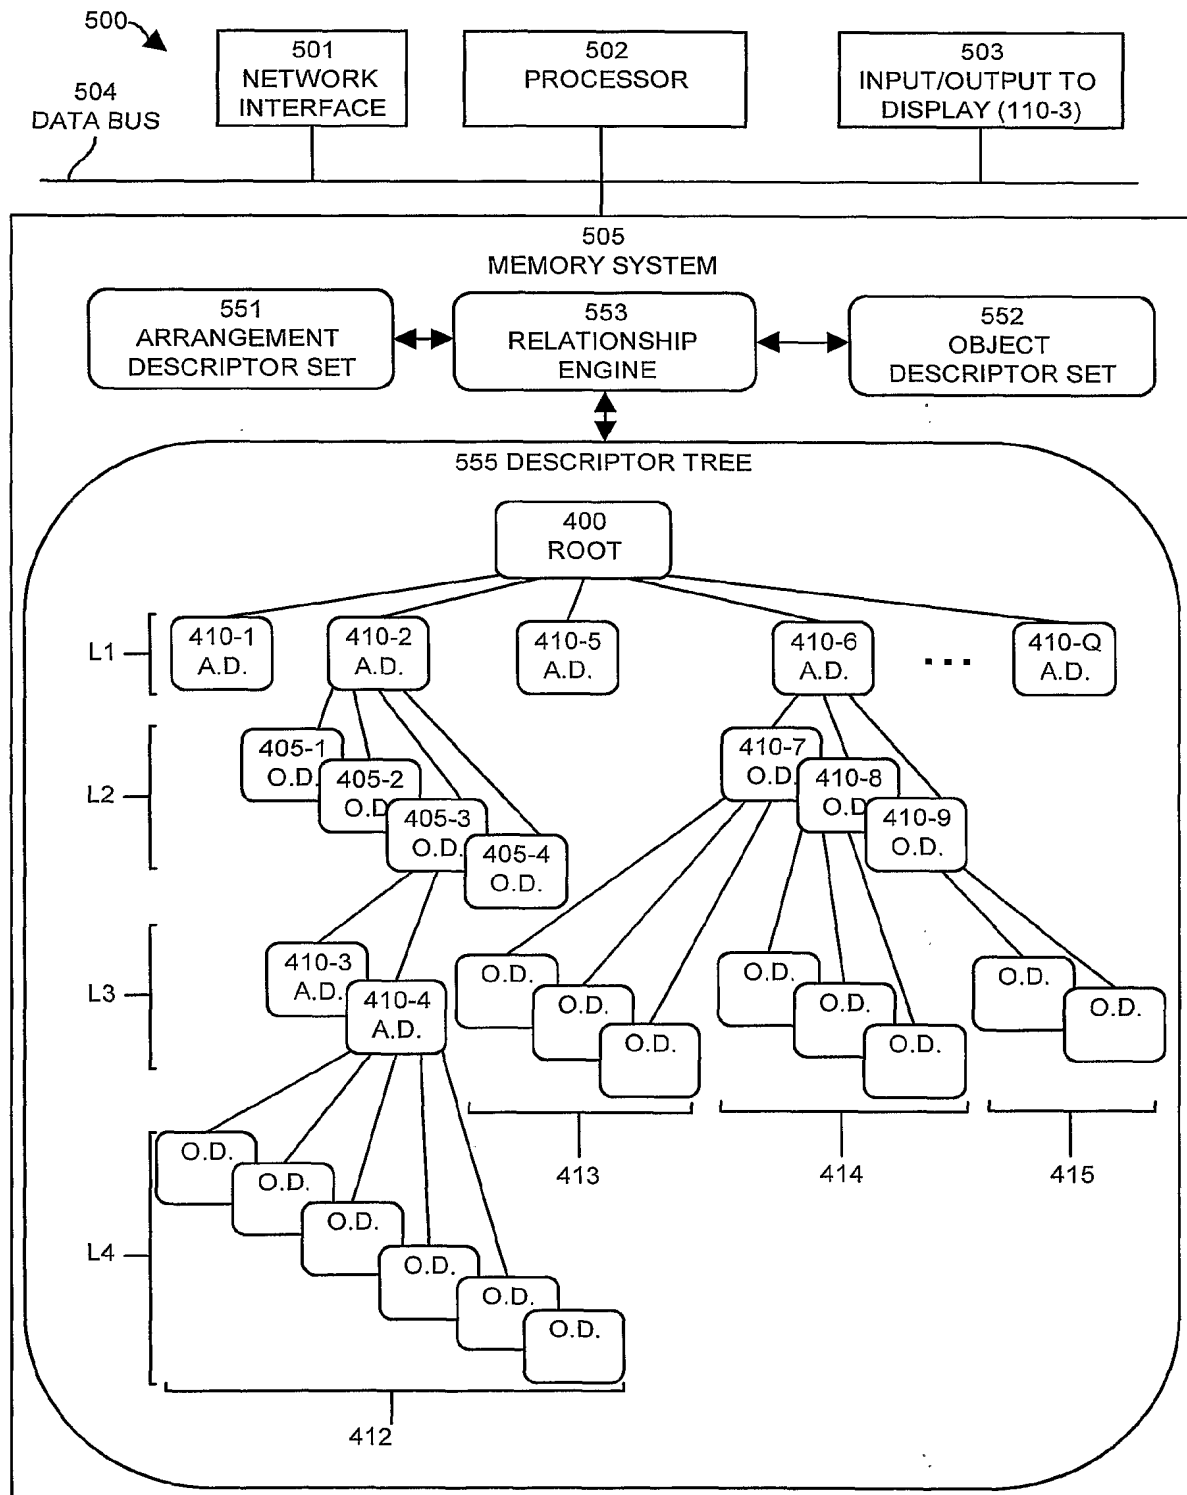 500
501
NETWORK
INTERFACE
502
PROCESSOR
503
INPUT/OUTPUT TO
DISPLAY (110-3)
504
DATA BUS
505
MEMORY SYSTEM
551
ARRANGEMENT
DESCRIPTOR SET
553
RELATIONSHIP
ENGINE
552
OBJECT
DESCRIPTOR SET
555 DESCRIPTOR TREE
400
ROOT
L1
410-1
A.D.
410-2
A.D.
410-5
A.D.
410-6
A.D.
...
410-Q
A.D.
L2
405-1
O.D.
405-2
O.D
405-3
O.D.
405-4
O.D.
410-7
O.D.
410-8
O.D
410-9
O.D.
L3
410-3
A.D.
410-4
A.D.
O.D.
O.D.
O.D.
O.D.
O.D.
O.D.
O.D.
O.D.
413
414
415
L4
O.D.
O.D.
O.D.
O.D.
O.D.
O.D.
412